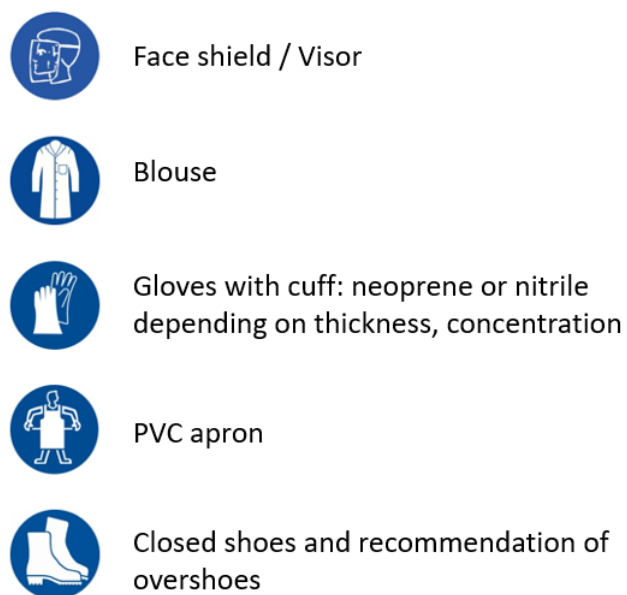 Face shield / Visor
Blouse
Gloves with cuff: neoprene or nitrile
depending on thickness, concentration
PVC apron
Closed shoes and recommendation of
overshoes